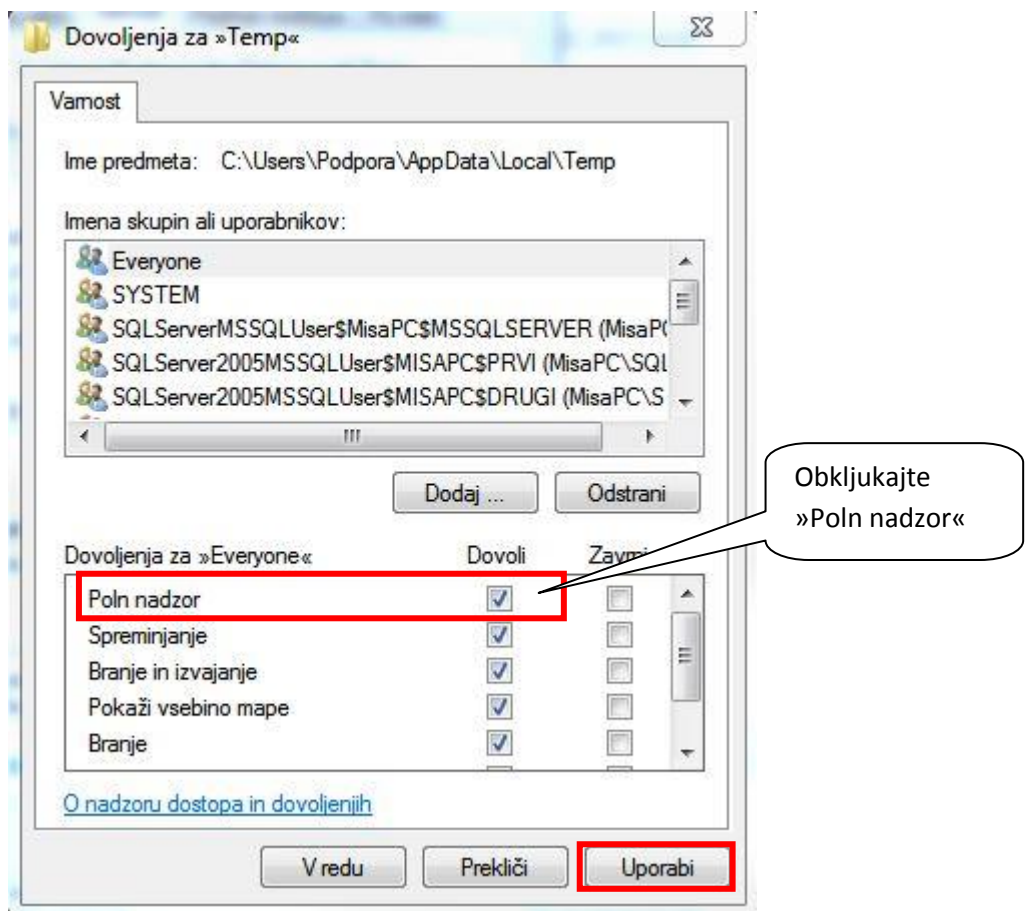 Dovoljenja za »Temp«
Varnost
Ime predmeta: C:\Users\Podpora\AppData\Local\Temp
Imena skupin ali uporabnikov:
Everyone
SYSTEM
SQLServerMSSQLUser$MisaPC$MSSQLSERVER (MisaP(
SQLServer2005MSSQLUser$MISAPC$PRVI (MisaPC\SQL
SQLServer2005MSSQLUser$MISAPC$DRUGI (MisaPC\S
Dodaj ... Odstrani
Obkljukajte
»Poln nadzor«
Dovoljenja za »Everyone« Dovoli
Poln nadzor
Spreminjanje
Branje in izvajanje
Pokaži vsebino mape
Branje
O nadzoru dostopa in dovoljenjih
V redu Prekliči Uporabi